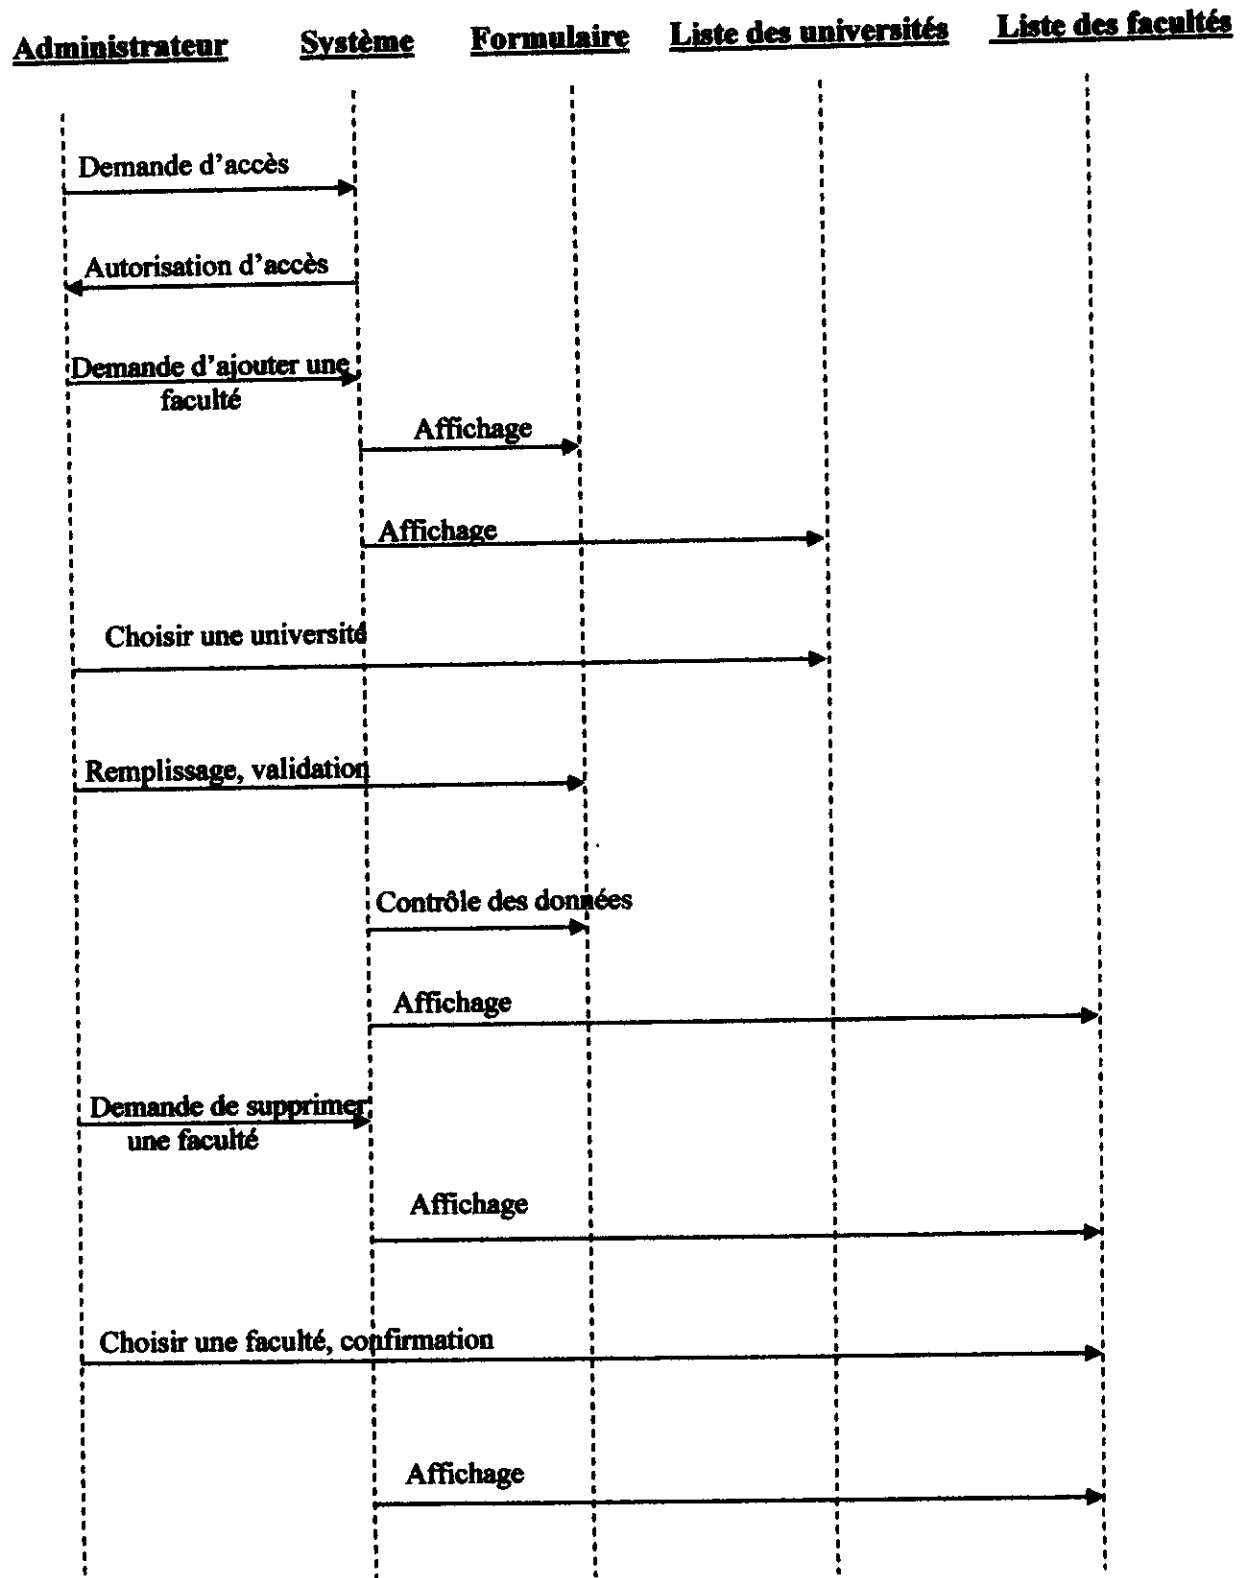 Administrateur Système Formulaire Liste des universités Liste des facultés
Demande d'accès
Autorisation d'accès
Demande d'ajouter une
faculté
Affichage
Affichage
Choisir une université
Remplissage, validation
Contrôle des données
Affichage
Demande de supprimer
une faculté
Affichage
Choisir une faculté, confirmation
Affichage